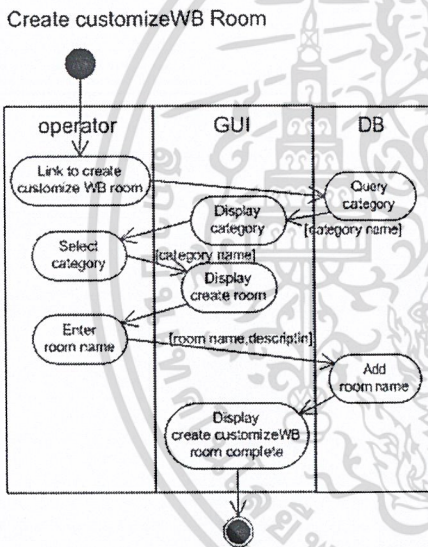 Create customizeWB Room
operator
GUI
DB
Link to create
customize WB room
Query
category
Display
category
[category name]
Select
category
[category name]
Display
create room
Enter
room name
[room name,descriptin]
Add
room name
Display
create customizeWB
room complete